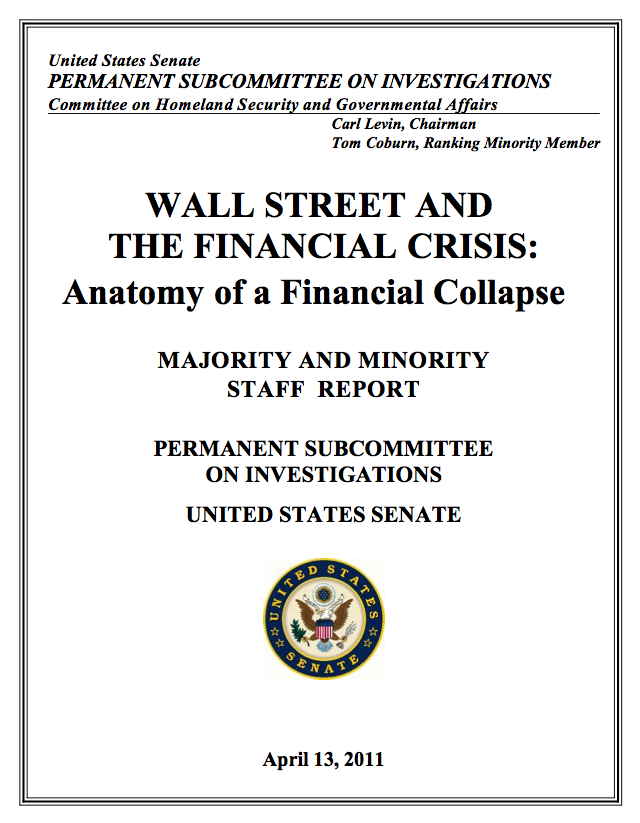 United States Senate
PERMANENT SUBCOMMITTEE ON INVESTIGATIONS
Committee on Homeland Security and Governmental Affairs
Carl Levin, Chairman
Tom Coburn, Ranking Minority Member
WALL STREET AND
THE FINANCIAL CRISIS:
Anatomy of a Financial Collapse
MAJORITY AND MINORITY
STAFF REPORT
PERMANENT SUBCOMMITTEE
ON INVESTIGATIONS
UNITED STATES SENATE
UNITED STATES
SENATE
April 13, 2011